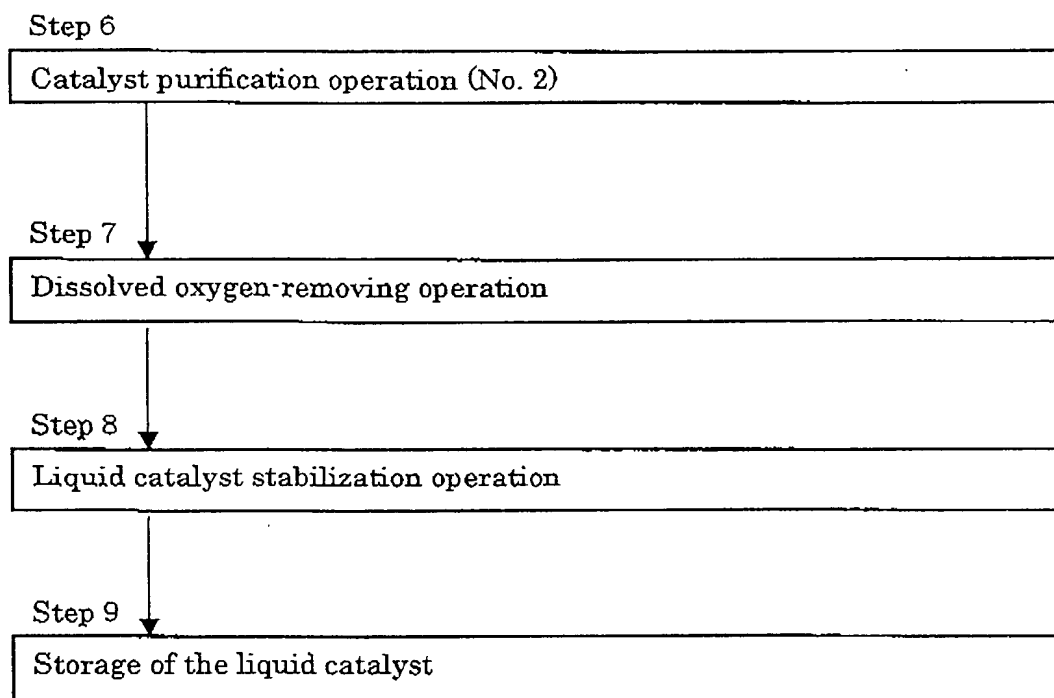 Step 6
Catalyst purification operation (No. 2)
Step 7
Dissolved oxygen-removing operation
Step 8
Liquid catalyst stabilization operation
Step 9
Storage of the liquid catalyst